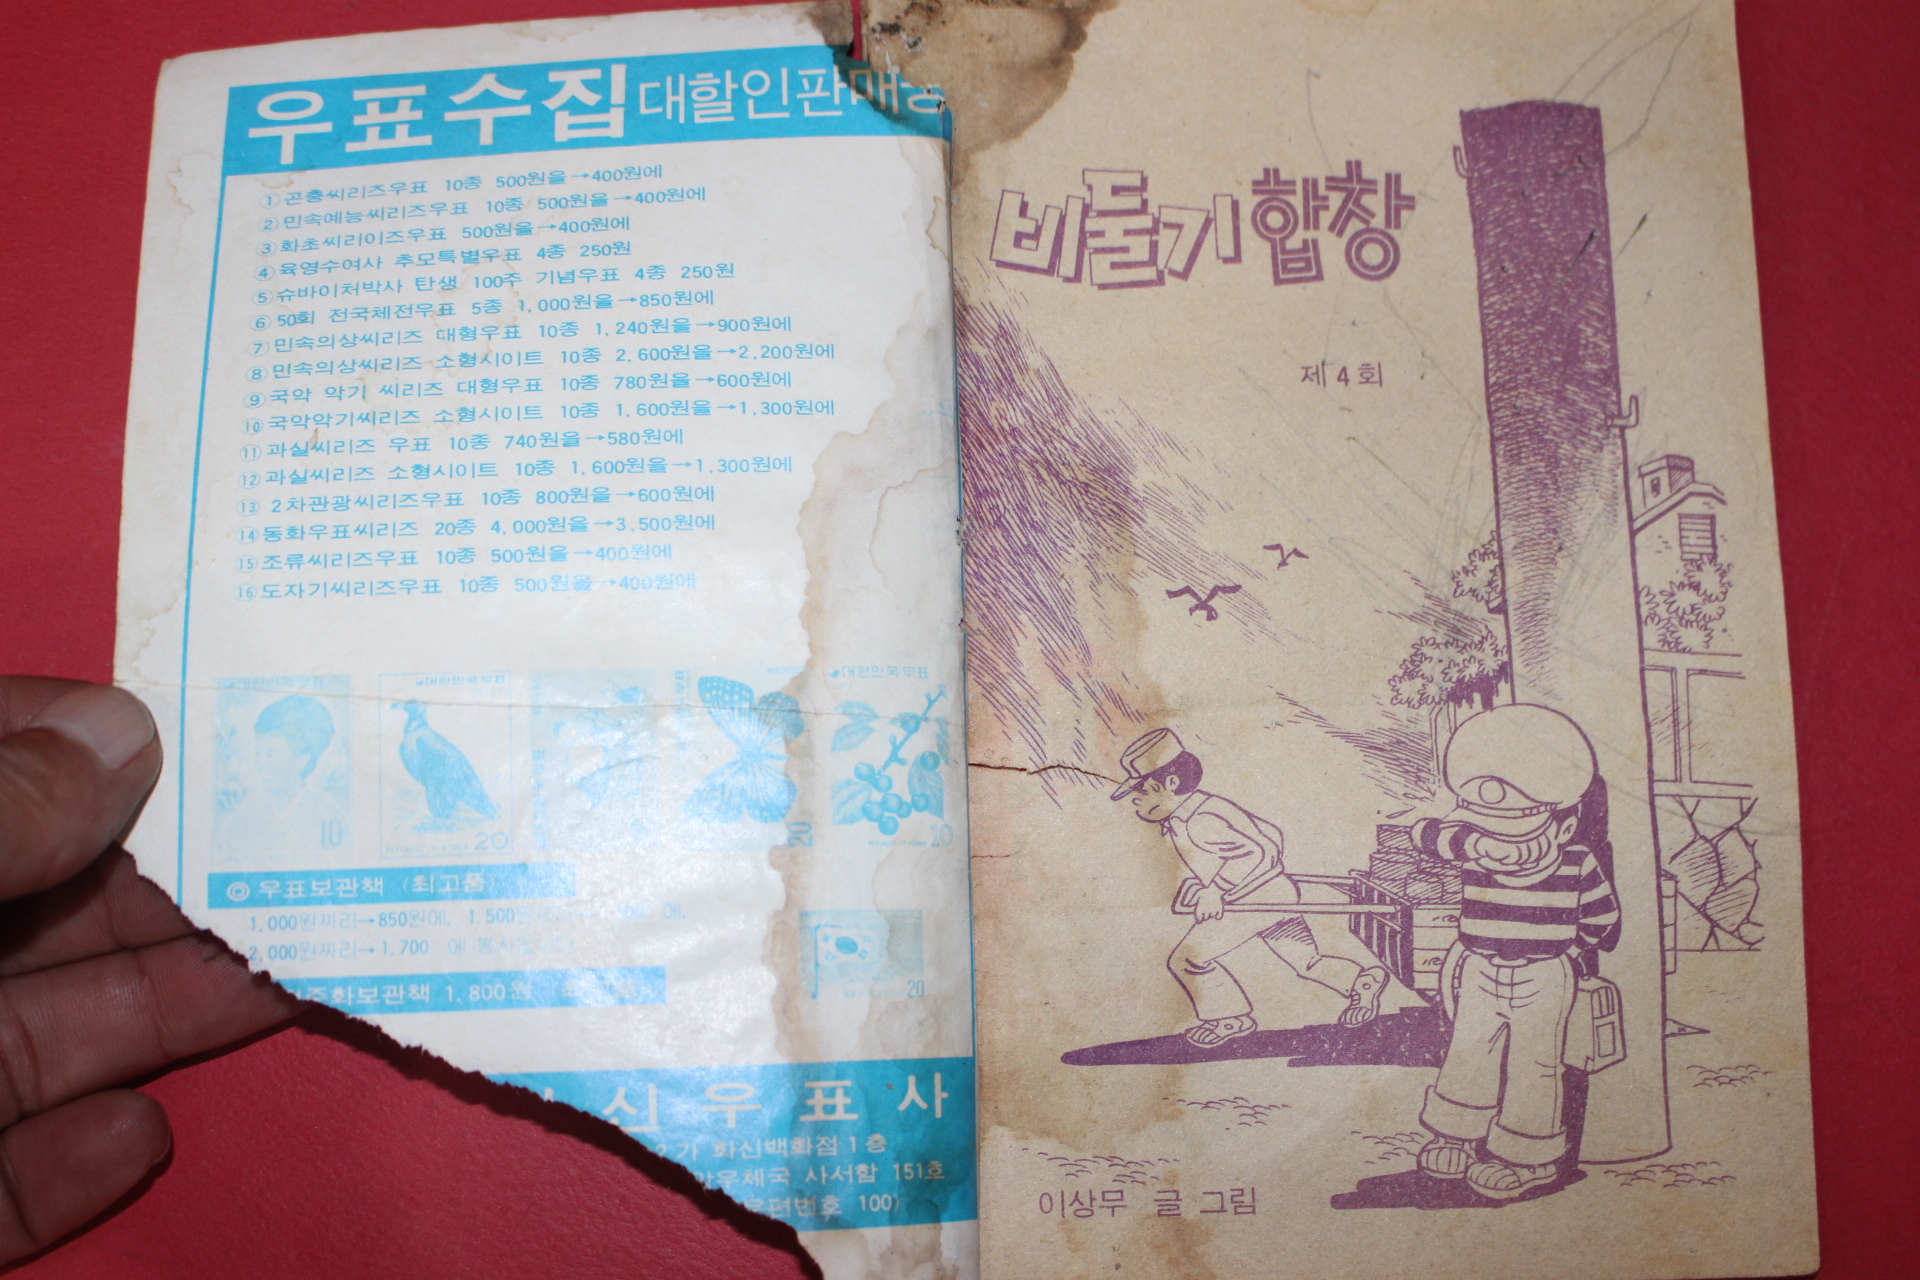 우표수집 대할인판매
① 곤충씨리즈우표 10종 500원을→400원에
② 민속예능씨리즈우표 10종 500원을→400원에
③ 화초씨리이즈우표 500원을→400원에
④ 육영수여사 추모특별우표 4종 250원
⑤ 슈바이처박사 탄생 100주 기념우표 4종 250원
⑥ 50회 전국체전우표 5종 1,000원을→850원에
⑦ 민속의상씨리즈 대형우표 10종 1,240원을→900원에
⑧ 민속의상씨리즈 소형시이트 10종 2,600원을→2,200원에
⑨ 국악 악기 씨리즈 대형우표 10종 780원을→600원에
⑩ 국악악기씨리즈 소형시이트 10종 1,600원을→1,300원에
⑪ 과실씨리즈 우표 10종 740원을→580원에
⑫ 과실씨리즈 소형시이트 10종 1,600원을→1,300원에
⑬ 2차관광씨리즈우표 10종 800원을→600원에
⑭ 동화우표씨리즈 20종 4,000원을→3,500원에
⑮ 조류씨리즈우표 10종 500원을→400원에
⑯ 도자기씨리즈우표 10종 500원을→400원에
대한민국우표
10
대한민국우표
20
20
대한민국우표
10
◎ 우표보관책 (최고품)
1,000원짜리→850원에, 1,500
2,000원짜리→1,700
화보관책 1,800원
20
신우표사
2가 화신백화점 1층
우체국 사서함 151호
우편번호 100)
비둘기합창
제4회
이상무 글 그림